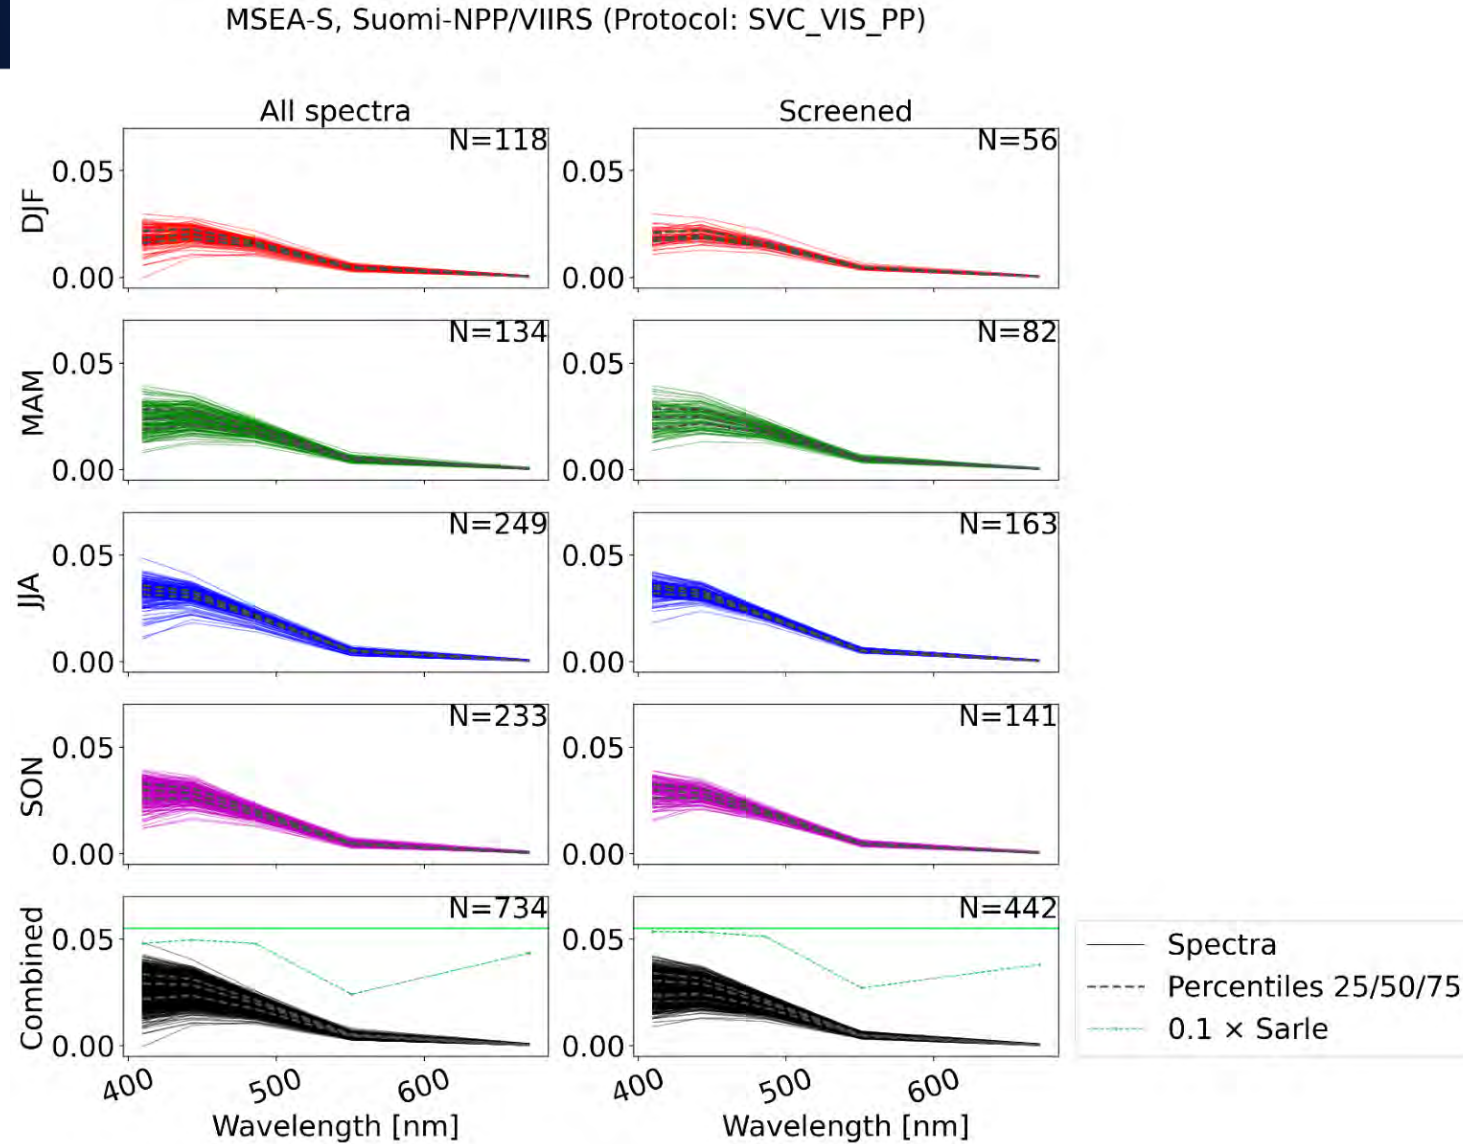 MSEA-S, Suomi-NPP/VIIRS (Protocol: SVC_VIS_PP)
All spectra
Screened
DJF
0.05
0.00
N=118
0.05
0.00
N=56
MAM
0.05
0.00
N=134
0.05
0.00
N=82
JJA
0.05
0.00
N=249
0.05
0.00
N=163
SON
0.05
0.00
N=233
0.05
0.00
N=141
Combined
0.05
0.00
N=734
0.05
0.00
N=442
400 500 600
400 500 600
Wavelength [nm]
Wavelength [nm]
Spectra
Percentiles 25/50/75
0.1 × Sarle